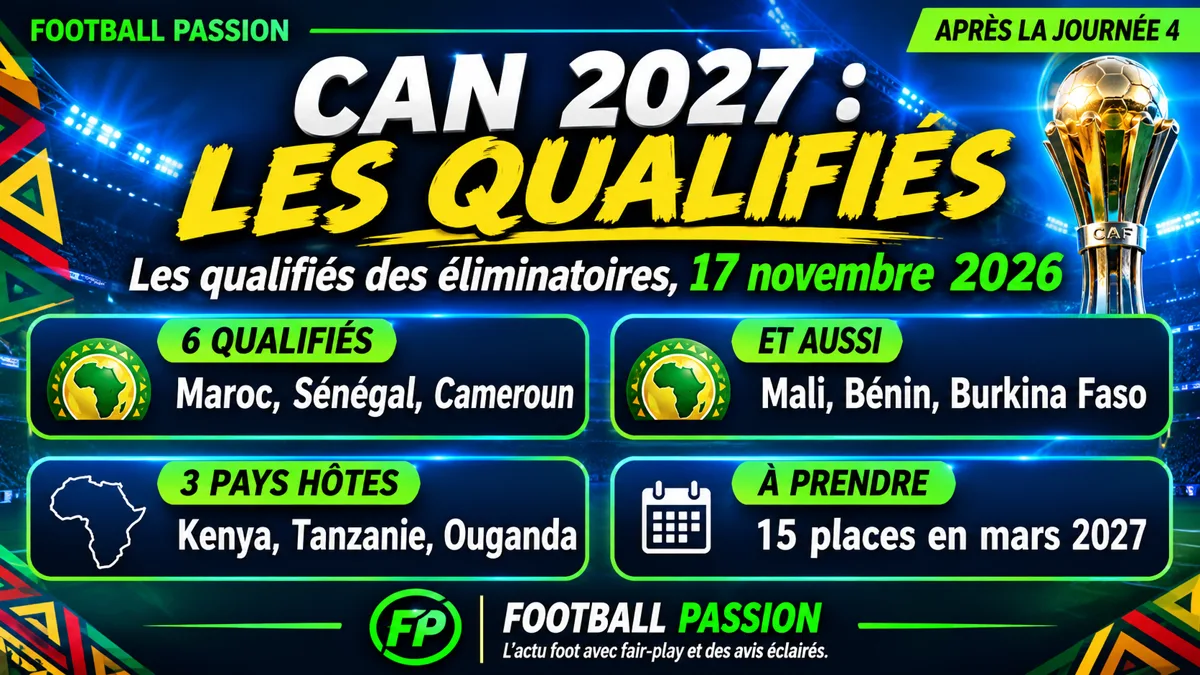 FOOTBALL PASSION
APRÈS LA JOURNÉE 4
CAN 2027 :
LES QUALIFIÉS
Les qualifiés des éliminatoires, 17 novembre 2026
CAF
6 QUALIFIÉS
Maroc, Sénégal, Cameroun
ET AUSSI
Mali, Bénin, Burkina Faso
3 PAYS HÔTES
Kenya, Tanzanie, Ouganda
À PRENDRE
15 places en mars 2027
FP
FOOTBALL PASSION
L'actu foot avec fair-play et des avis éclairés.